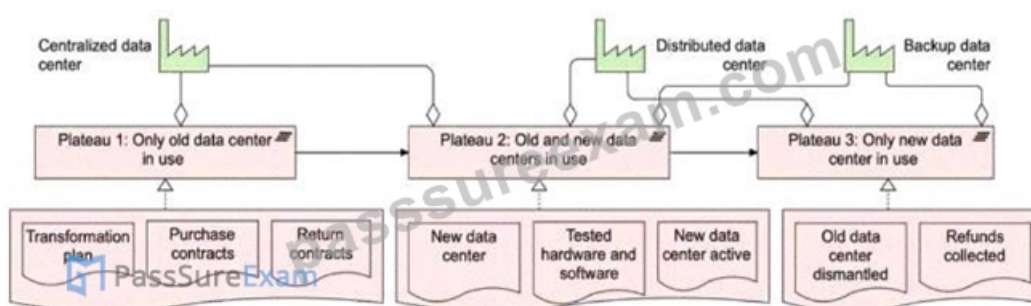 Centralized data
center
Distributed data
center
Backup data
center
Plateau 1: Only old data center
in use
Plateau 2: Old and new data
centers in use
Plateau 3: Only new data
center in use
Transformation
plan
Purchase
contracts
Return
contracts
New data
center
Tested
hardware and
software
New data
center active
Old data
center
dismantled
Refunds
collected
passsureexam.com
PassSureExam